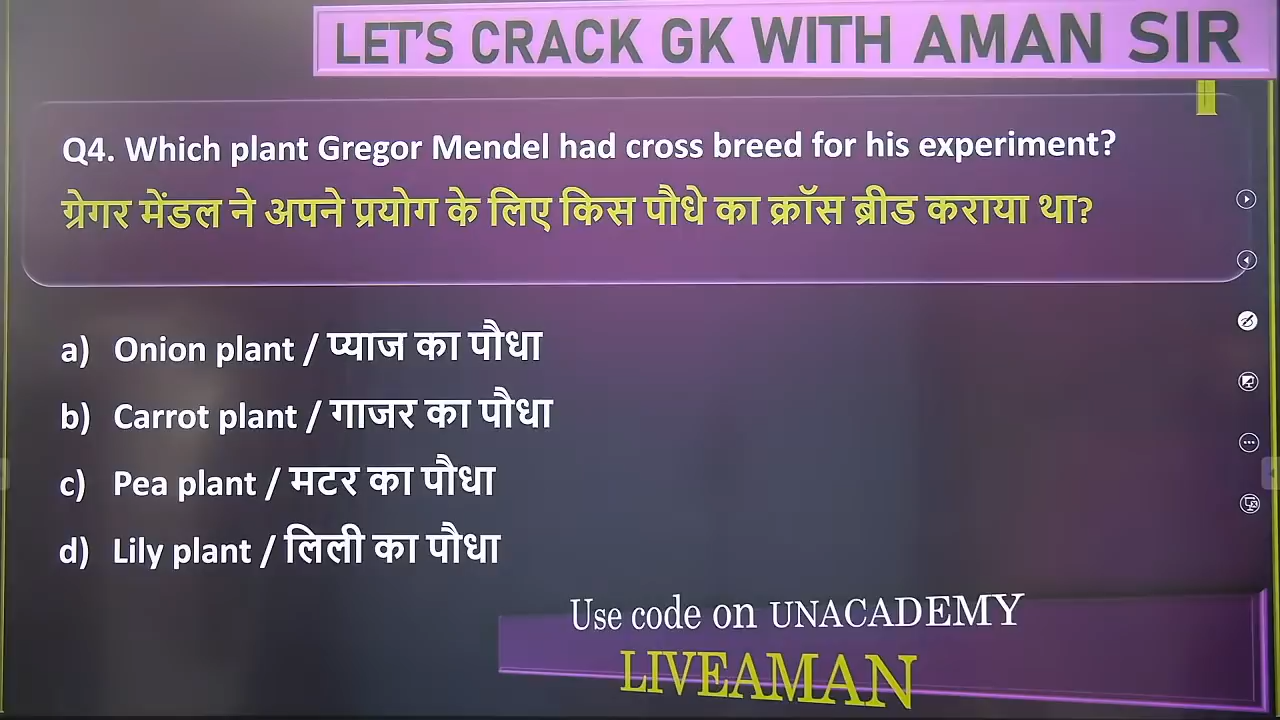 LET'S CRACK GK WITH AMAN SIR
Q4. Which plant Gregor Mendel had cross breed for his experiment?
ग्रेगर मेंडल ने अपने प्रयोग के लिए किस पौधे का क्रॉस ब्रीड कराया था?
a) Onion plant / प्याज का पौधा
b) Carrot plant / गाजर का पौधा
c) Pea plant / मटर का पौधा
d) Lily plant / लिली का पौधा
Use code on UNACADEMY
LIVEAMAN